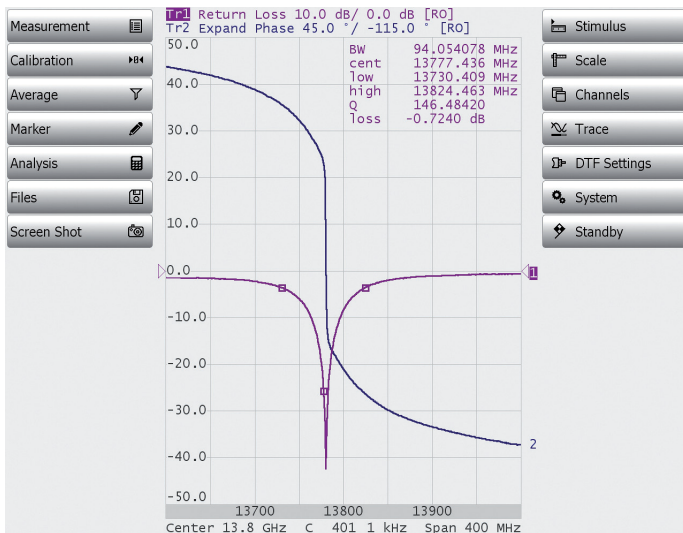 Measurement
Calibration
Average
Marker
Analysis
Files
Screen Shot
Tr1 Return Loss 10.0 dB/ 0.0 dB [RO]
Tr2 Expand Phase 45.0 °/ -115.0 ° [RO]
BW 94.054078 MHz
cent 13777.436 MHz
low 13730.409 MHz
high 13824.463 MHz
Q 146.48420
loss -0.7240 dB
50.0
40.0
30.0
20.0
10.0
0.0
-10.0
-20.0
-30.0
-40.0
-50.0
1
2
13700 13800 13900
Center 13.8 GHz C 401 1 kHz Span 400 MHz
Stimulus
Scale
Channels
Trace
DTF Settings
System
Standby